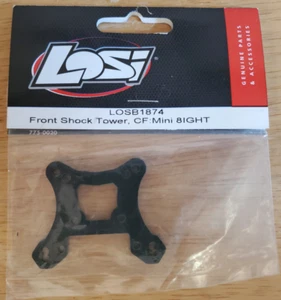 LOSi
GENUINE PARTS
& ACCESSORIES
LOSB1874
Front Shock Tower, CF:Mini 8IGHT